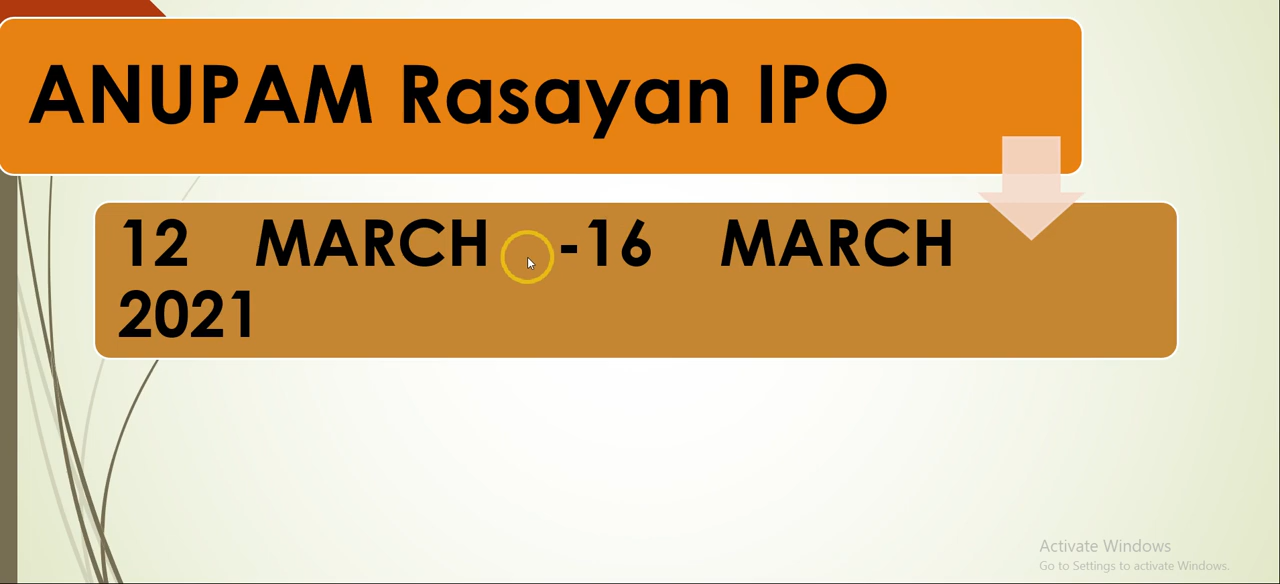 ANUPAM Rasayan IPO
12 MARCH -16 MARCH
2021
Activate Windows
Go to Settings to activate Windows.